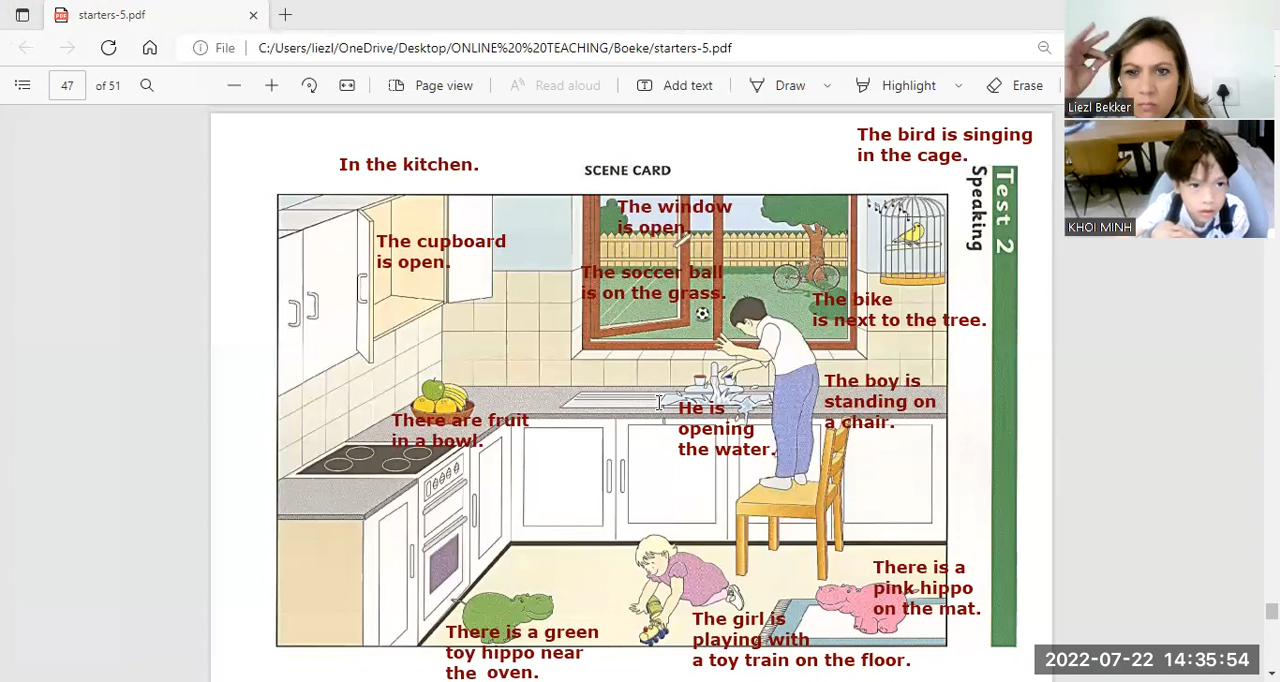 starters-5.pdf
File
C:/Users/liezl/OneDrive/Desktop/ONLINE%20%20TEACHING/Boeke/starters-5.pdf
47 of 51
Page view
Read aloud
Add text
Draw
Highlight
Erase
Liezl Bekker
KHOI MINH
In the kitchen.
SCENE CARD
The bird is singing
in the cage.
Test 2
Speaking
The window
is open.
The cupboard
is open.
The soccer ball
is on the grass.
The bike
is next to the tree.
The boy is
standing on
a chair.
He is
opening
the water.
There are fruit
in a bowl.
There is a
pink hippo
on the mat.
The girl is
playing with
a toy train on the floor.
There is a green
toy hippo near
the oven.
2022-07-22 14:35:54